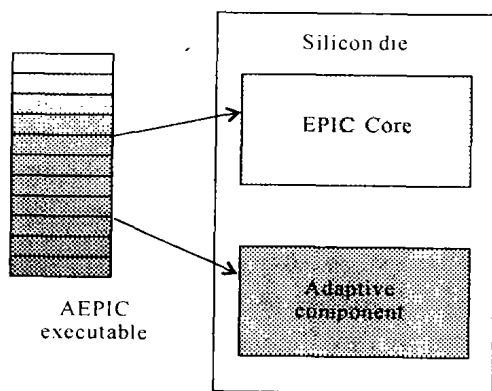 Silicon die
EPIC Core
Adaptive
component
AEPIC
executable